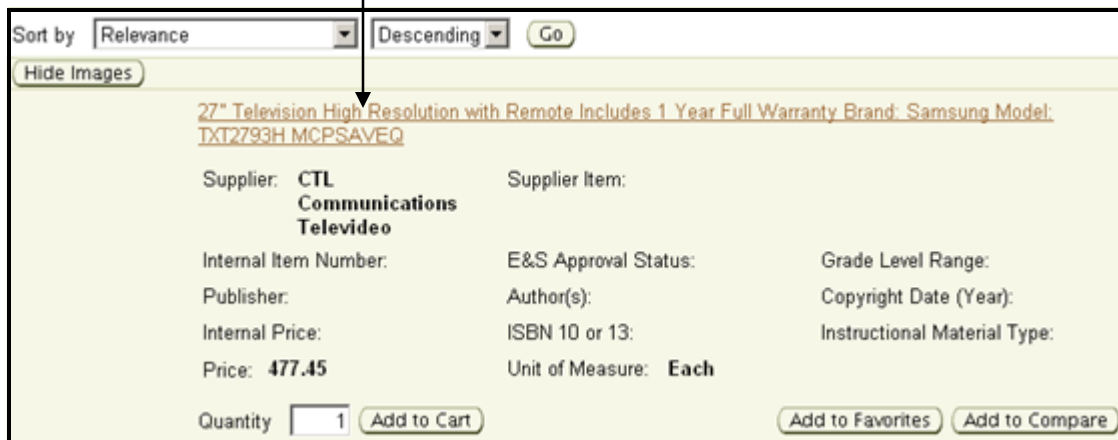 Sort by Relevance Descending Go
Hide Images
27" Television High Resolution with Remote Includes 1 Year Full Warranty Brand: Samsung Model:
TXT2793H MCPSAVEQ
Supplier: CTL Supplier Item:
Communications
Televideo
Internal Item Number: E&S Approval Status: Grade Level Range:
Publisher: Author(s): Copyright Date (Year):
Internal Price: ISBN 10 or 13: Instructional Material Type:
Price: 477.45 Unit of Measure: Each
Quantity 1 Add to Cart Add to Favorites Add to Compare